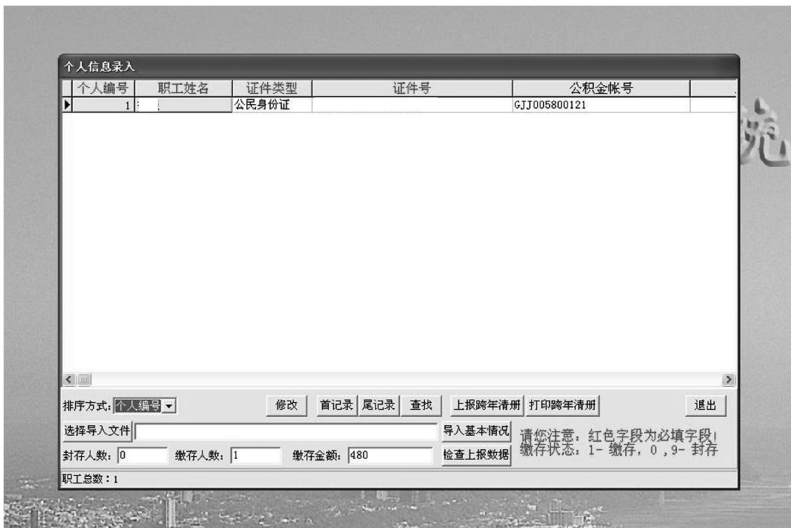 个人信息录入
个人编号 职工姓名 证件类型 证件号 公积金帐号
1 公民身份证 GJJ005800121
统
排序方式: 个人编号 修改 首记录 尾记录 查找 上报跨年清册 打印跨年清册 退出
选择导入文件 导入基本情况 请您注意, 红色字段为必填字段!
封存人数: 0 缴存人数: 1 缴存金额: 480 检查上报数据 缴存状态: 1- 缴存, 0 ,9- 封存
职工总数:1